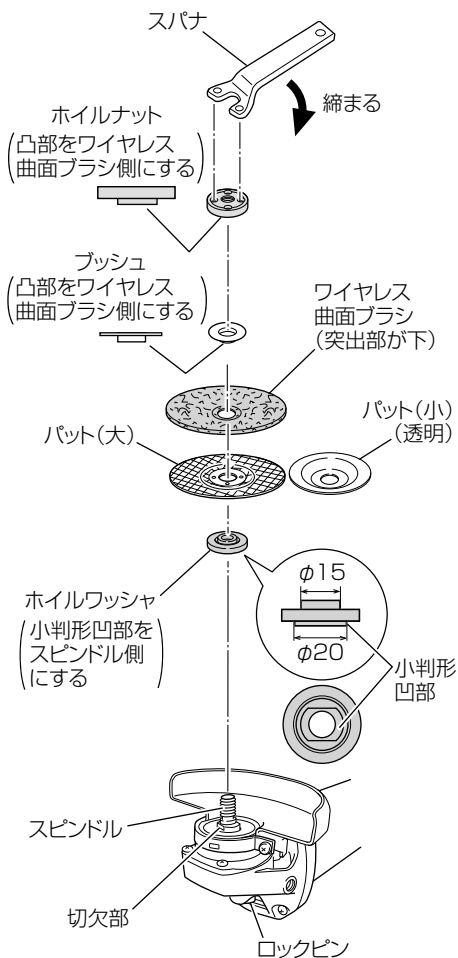 スパナ
締まる
ホイルナット
(凸部をワイヤレス
曲面ブラシ側にする)
ブッシュ
(凸部をワイヤレス
曲面ブラシ側にする)
ワイヤレス
曲面ブラシ
(突出部が下)
パット(大)
パット(小)
(透明)
ホイルワッシャ
(小判形凹部を
スピンドル側
にする)
φ15
φ20
小判形
凹部
スピンドル
切欠部
ロックピン